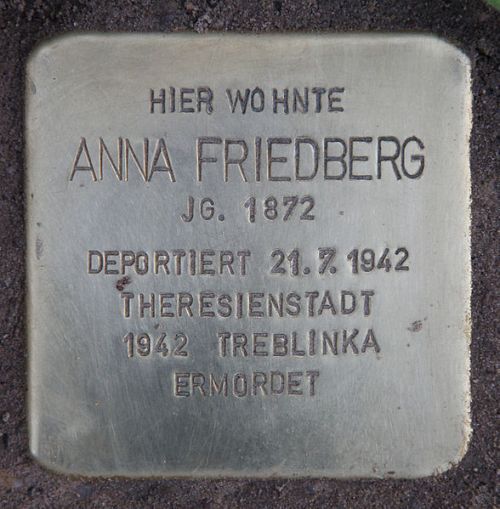 HIER WOHNTE
ANNA FRIEDBERG
JG. 1872
DEPORTIERT 21.7.1942
THERESIENSTADT
1942 TREBLINKA
ERMORDET